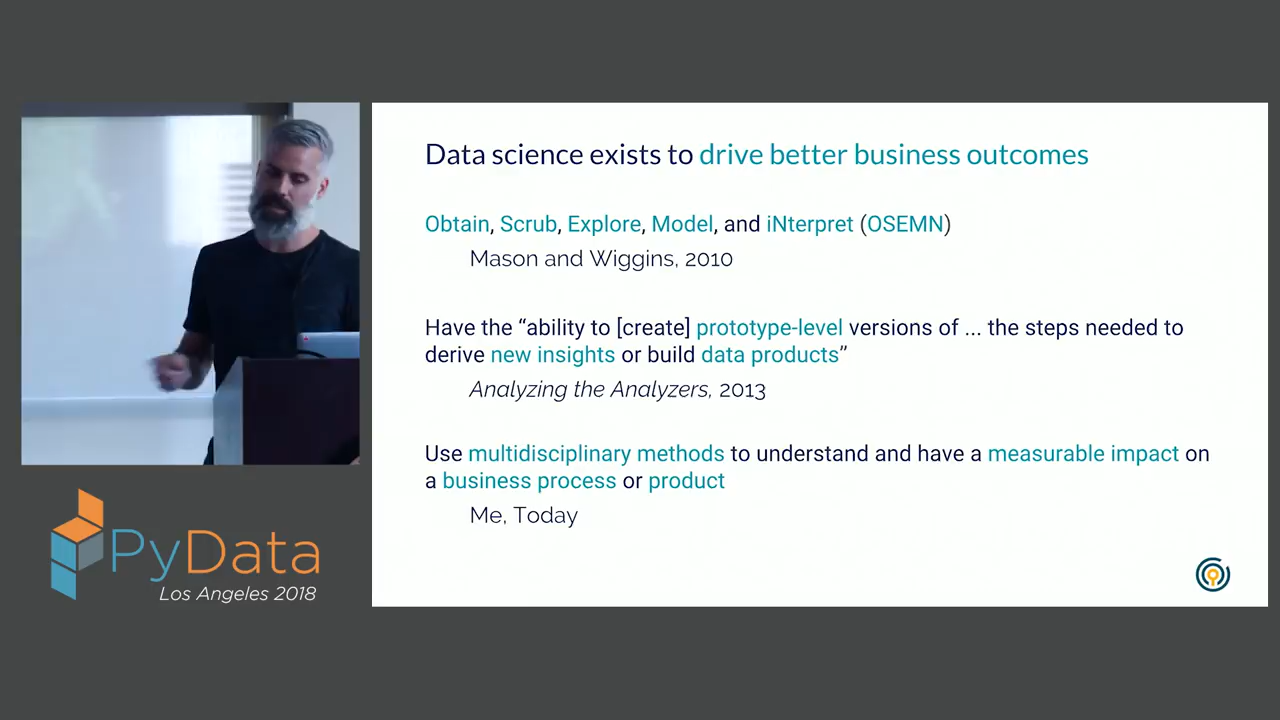 Data science exists to drive better business outcomes
Obtain, Scrub, Explore, Model, and iNterpret (OSEMN)
Mason and Wiggins, 2010
Have the “ability to [create] prototype-level versions of ... the steps needed to
derive new insights or build data products”
Analyzing the Analyzers, 2013
Use multidisciplinary methods to understand and have a measurable impact on
a business process or product
Me, Today
PyData
Los Angeles 2018